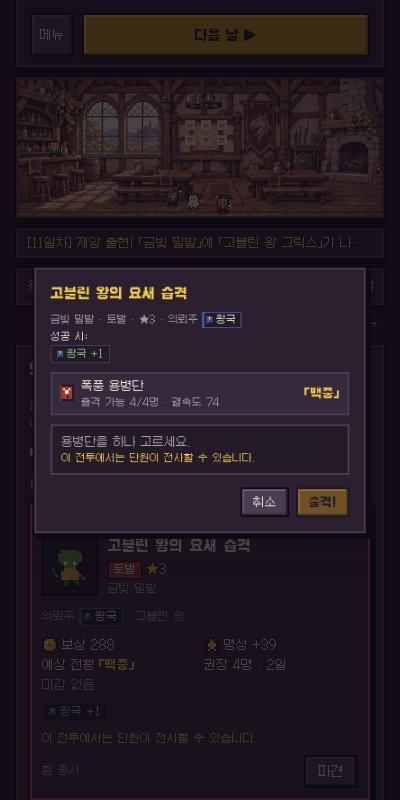 메뉴
다음 날 ▶
[11일차] 재앙 출현! 「금빛 밀밭」에 「고블린 왕 그릭스」가 나…
고블린 왕의 요새 습격
금빛 밀밭 · 토벌 · ★3 · 의뢰주 왕국
성공 시:
왕국 +1
폭풍 용병단
「백중」
출격 가능 4/4명 · 결속도 74
용병단을 하나 고르세요.
이 전투에서는 단원이 전사할 수 있습니다.
취소
출격!
고블린 왕의 요새 습격
토벌 ★3
금빛 밀밭
의뢰주 왕국 · 고블린 왕
보상 288
명성 +39
예상 전황 「백중」
권장 4명 · 2일
마감 없음
왕국 +1
이 전투에서는 단원이 전사할 수 있습니다.
힘 중시
파견